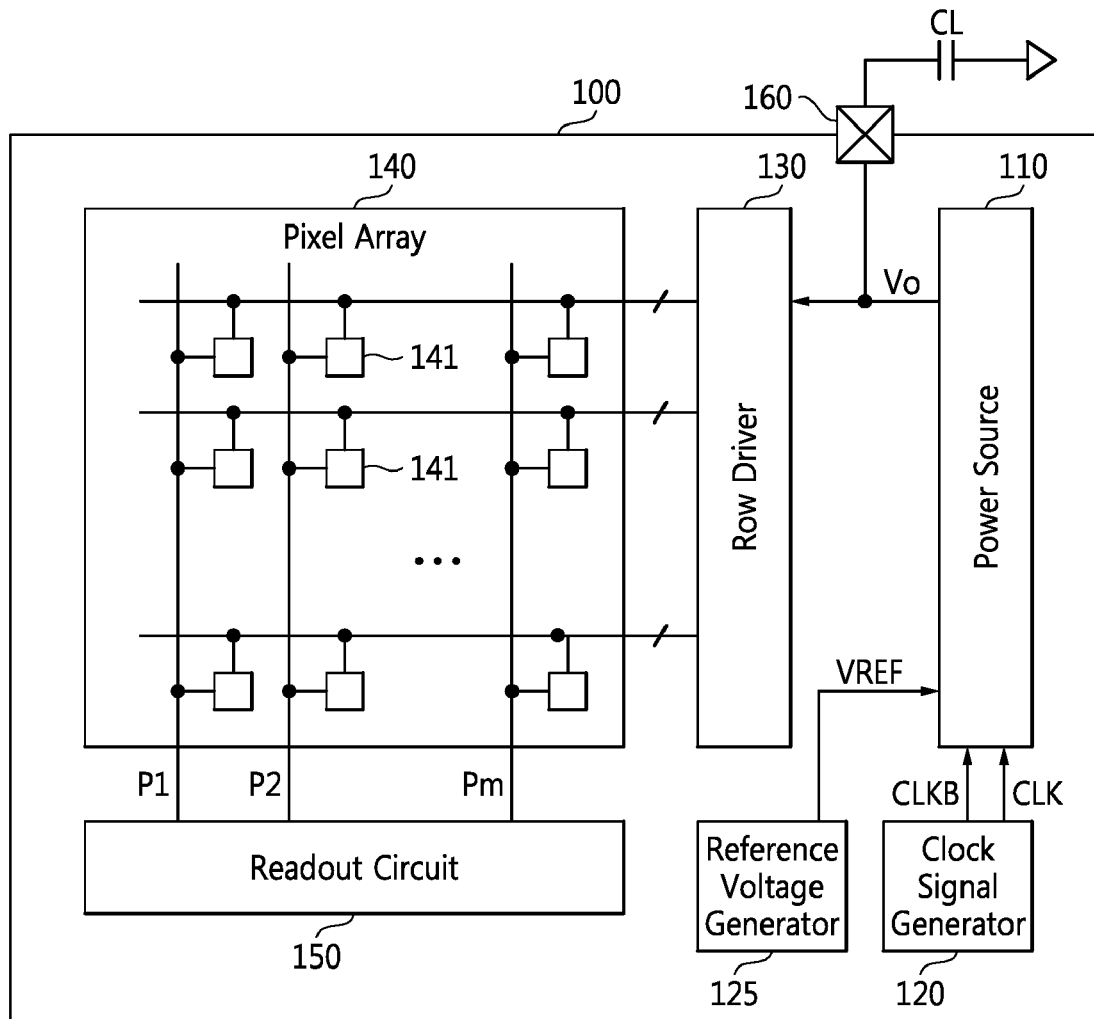 CL
100
160
140
130
110
Pixel Array
Vo
141
141
Row Driver
Power Source
VREF
P1
P2
Pm
CLKB
CLK
Readout Circuit
Reference
Voltage
Generator
Clock
Signal
Generator
150
125
120